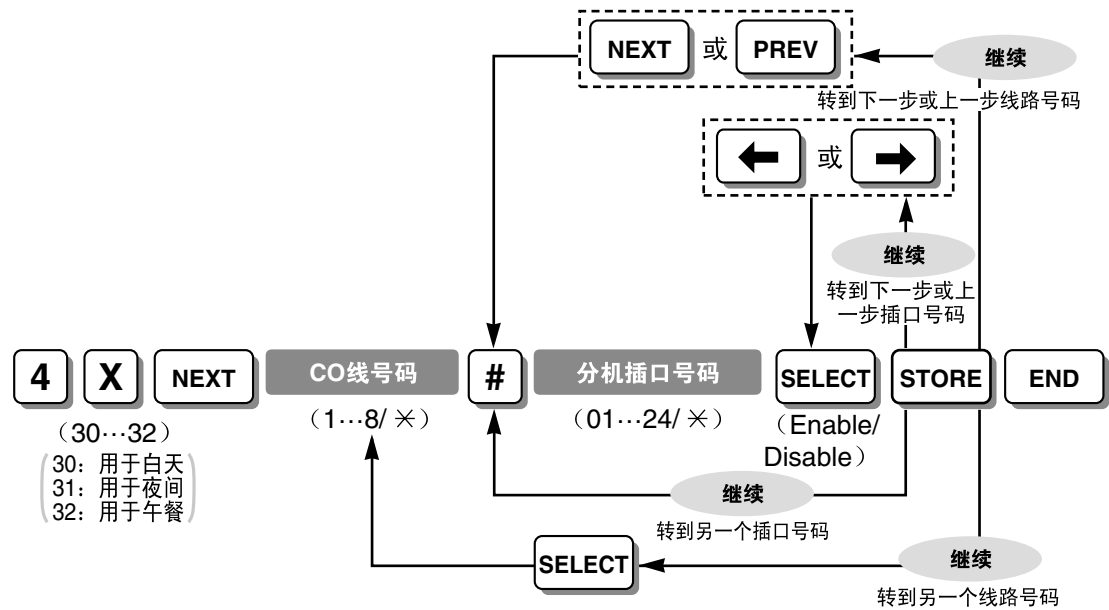 NEXT 或 PREV
继续
转到下一步或上一步线路号码
或
继续
转到下一步或上
一步插口号码
4 X NEXT CO线号码 # 分机插口号码 SELECT STORE END
(30…32)
30：用于白天
31：用于夜间
32：用于午餐
(1…8/ ✕)
(01…24/ ✕)
(Enable/
Disable)
继续
转到另一个插口号码
SELECT
继续
转到另一个线路号码